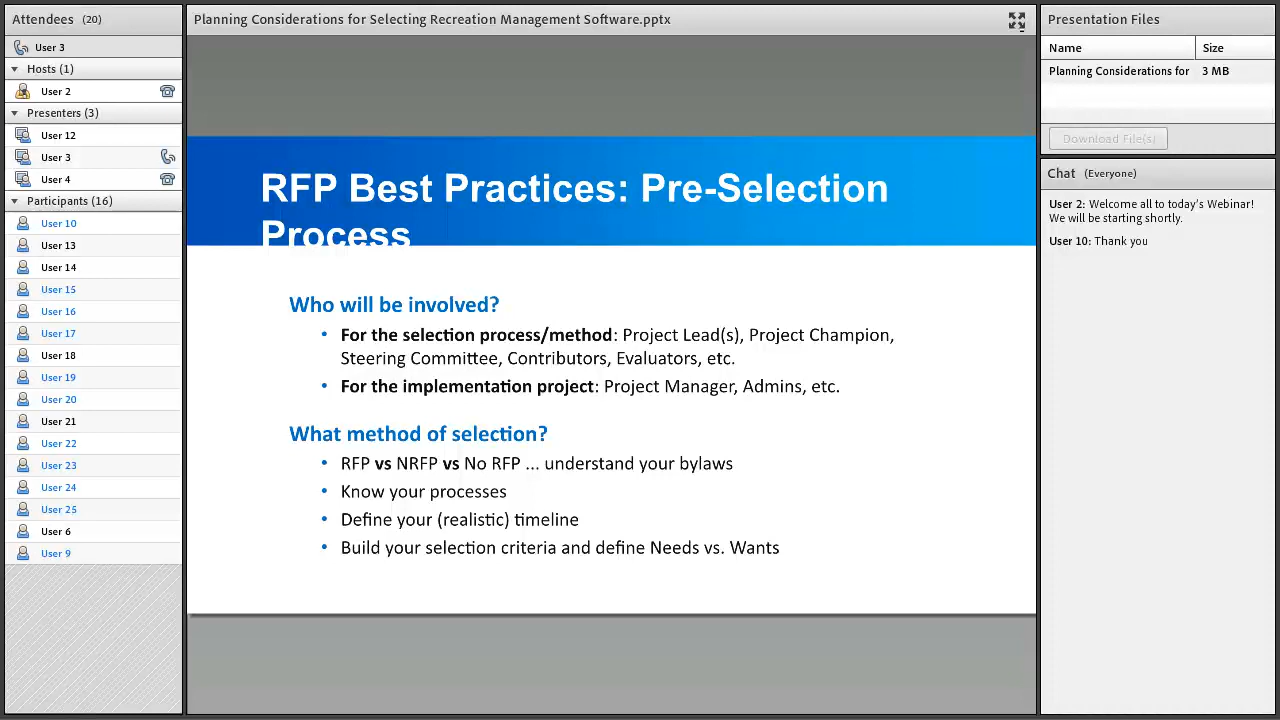 Attendees (20)
User 3
Hosts (1)
User 2
Presenters (3)
User 12
User 3
User 4
Participants (16)
User 10
User 13
User 14
User 15
User 16
User 17
User 18
User 19
User 20
User 21
User 22
User 23
User 24
User 25
User 6
User 9
Planning Considerations for Selecting Recreation Management Software.pptx
RFP Best Practices: Pre-Selection
Process
Who will be involved?
• For the selection process/method: Project Lead(s), Project Champion,
Steering Committee, Contributors, Evaluators, etc.
• For the implementation project: Project Manager, Admins, etc.
What method of selection?
• RFP vs NRFP vs No RFP ... understand your bylaws
• Know your processes
• Define your (realistic) timeline
• Build your selection criteria and define Needs vs. Wants
Presentation Files
Name Size
Planning Considerations for 3 MB
Download File(s)
Chat (Everyone)
User 2: Welcome all to today's Webinar!
We will be starting shortly.
User 10: Thank you